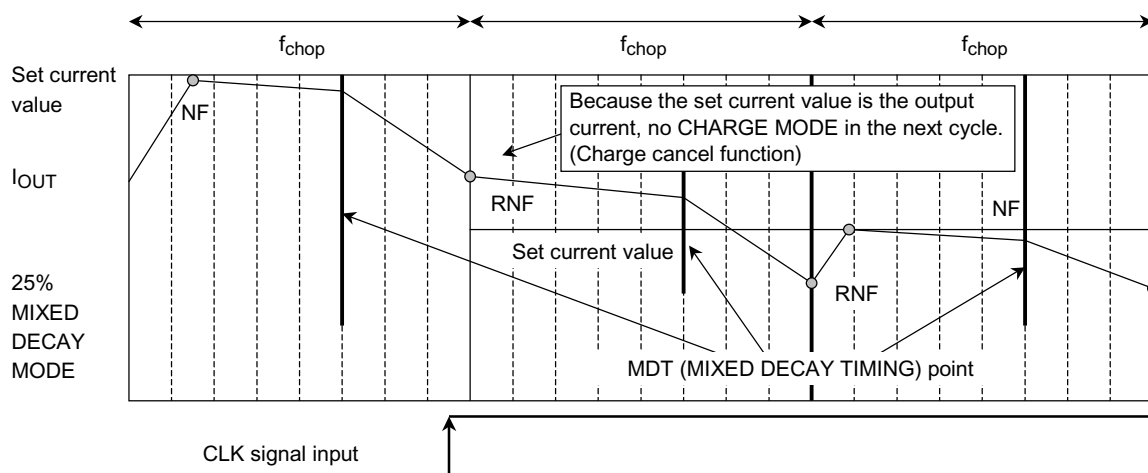 fchop
fchop
fchop
Set current
value
NF
Because the set current value is the output
current, no CHARGE MODE in the next cycle.
(Charge cancel function)
IOUT
RNF
NF
Set current value
25%
MIXED
DECAY
MODE
RNF
MDT (MIXED DECAY TIMING) point
CLK signal input